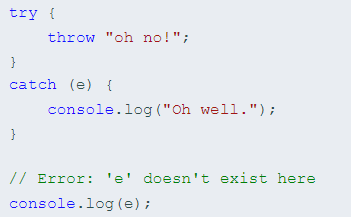 try {
    throw "oh no!";
}
catch (e) {
    console.log("Oh well.");
}

// Error: 'e' doesn't exist here
console.log(e);